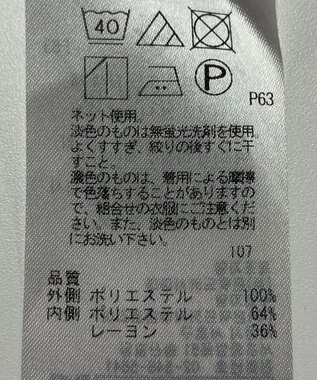 40
P
P63
ネット使用。
淡色のものは無蛍光洗剤を使用。
よくすすぎ、絞りの後すぐに干
すこと。
濃色のものは、着用による摩擦
で色落ちすることがありますの
で、組合せの衣服にご注意くださ
い。また、淡色のものとは別
にお洗い下さい。
107
品質
外側 ポリエステル 100%
内側 ポリエステル 64%
レーヨン 36%